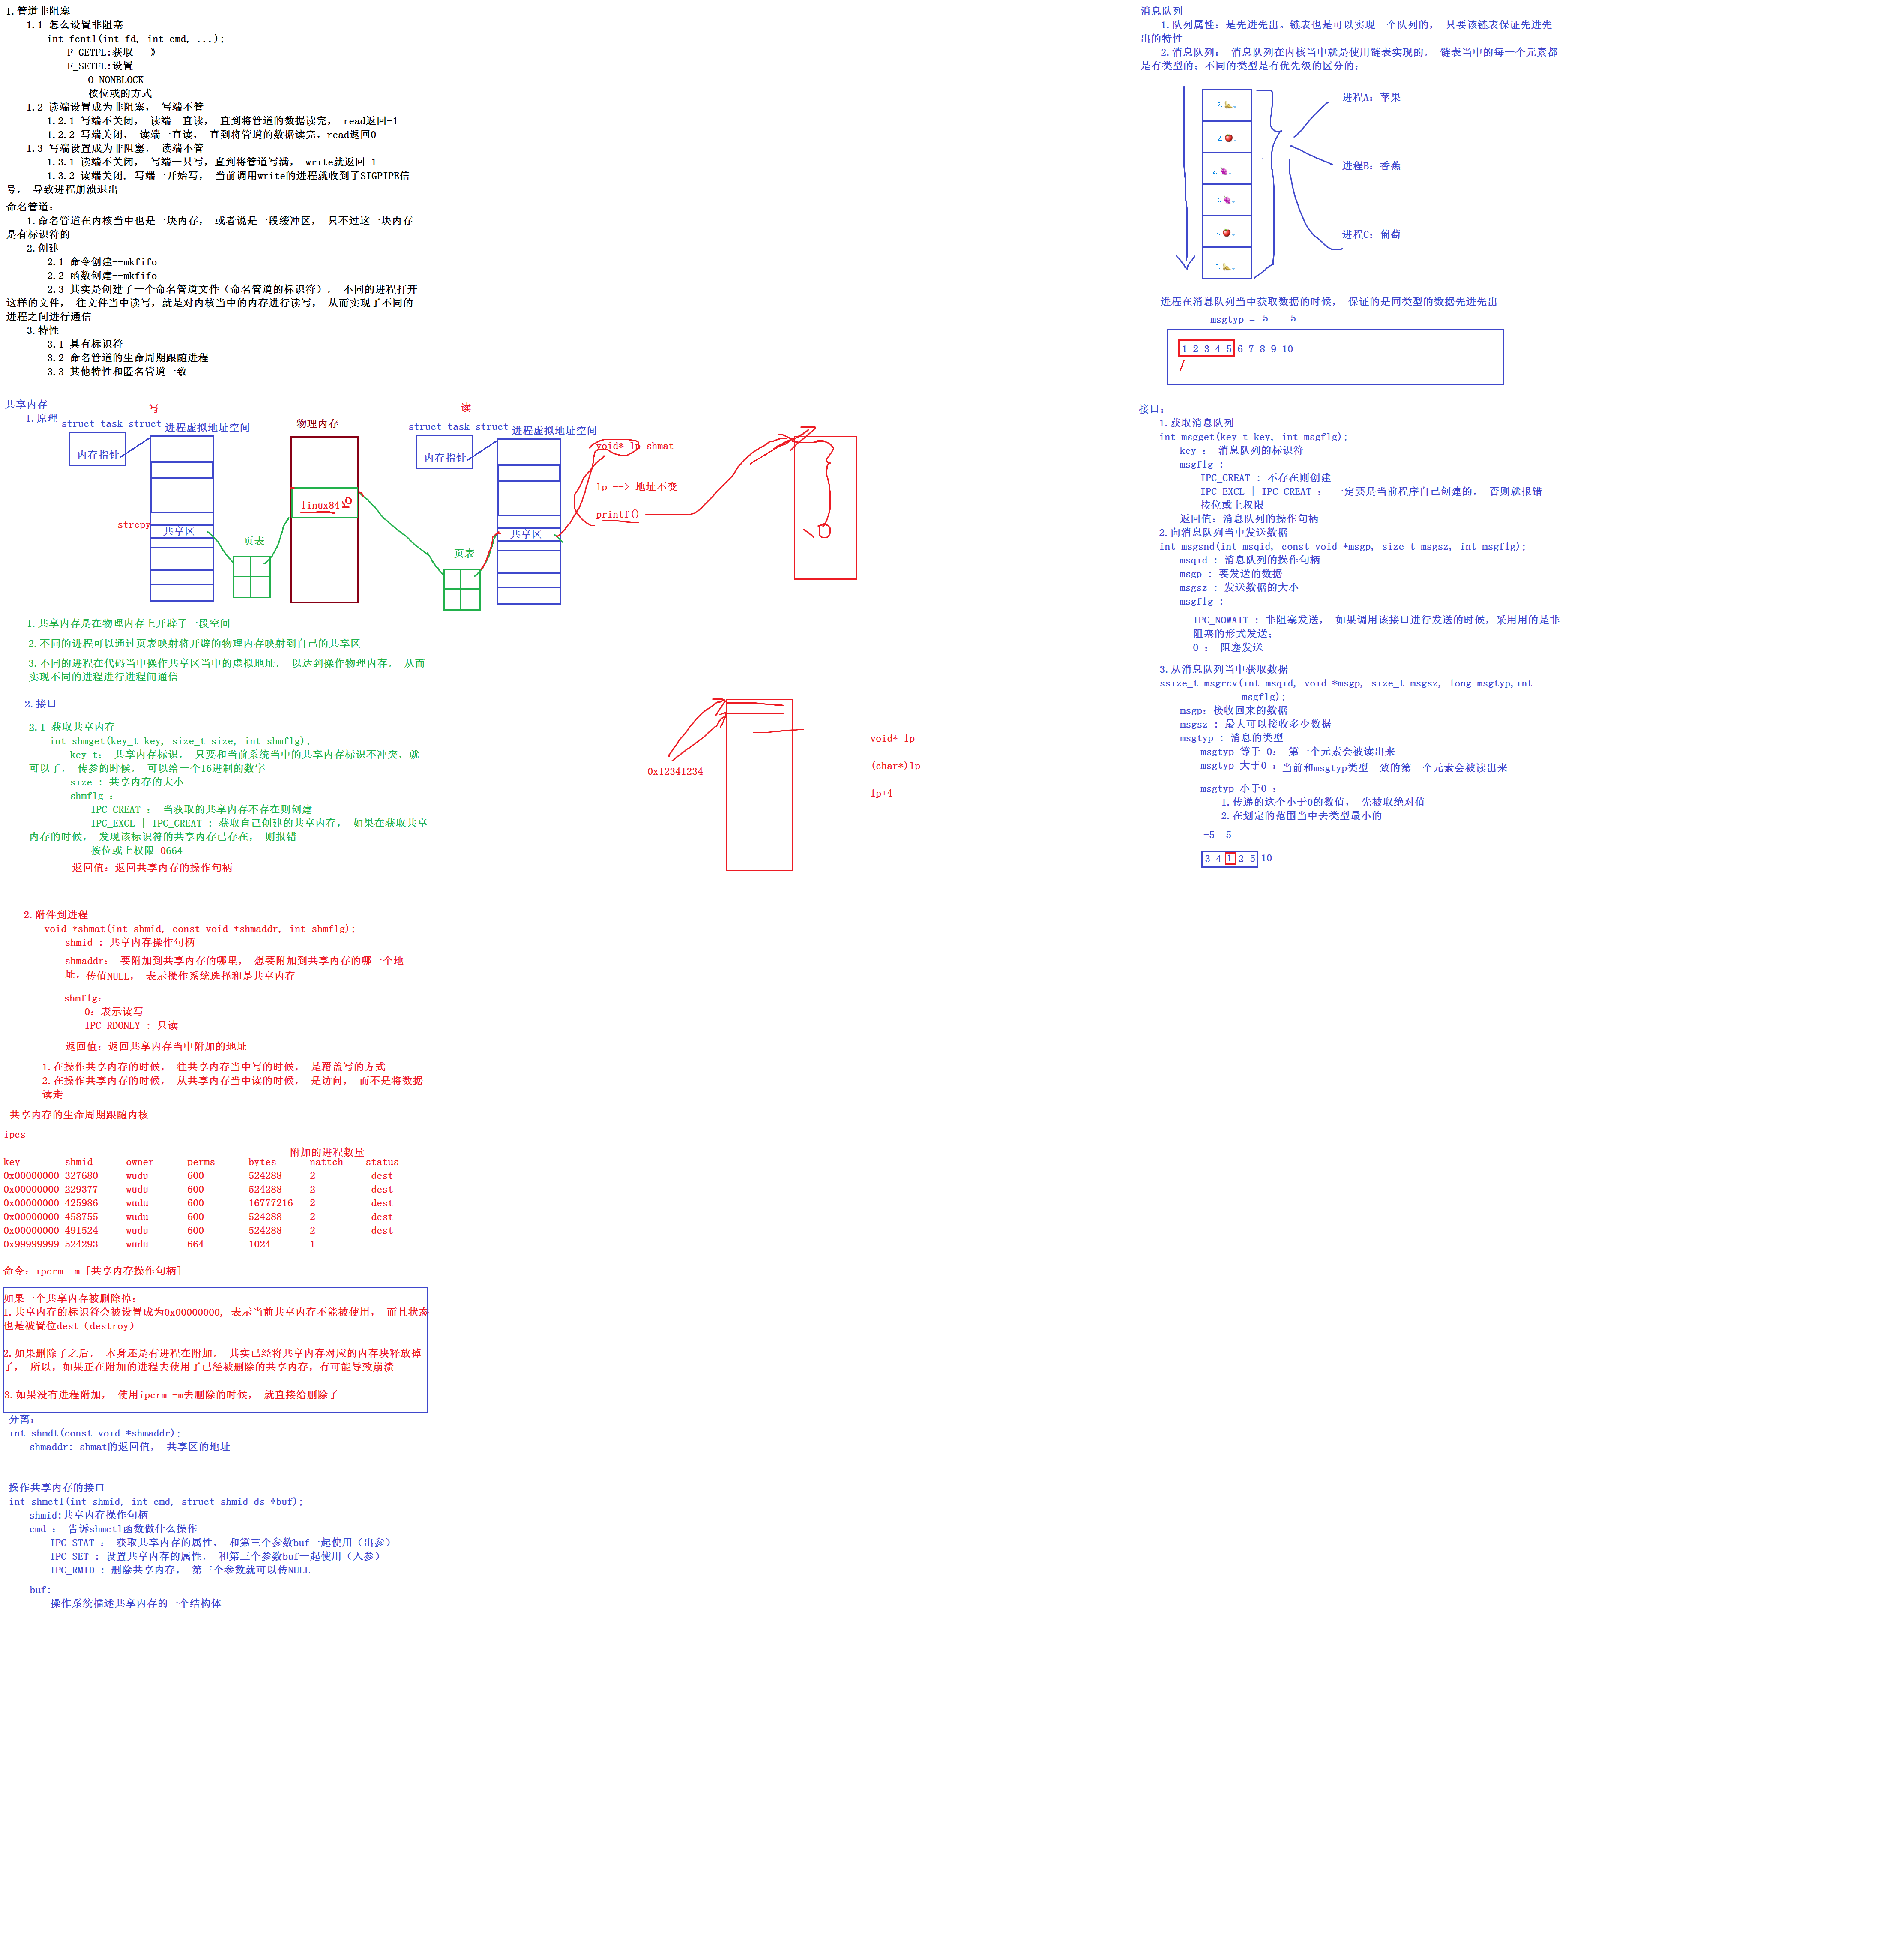 1.管道非阻塞
1.1 怎么设置非阻塞
int fcntl(int fd, int cmd, ...);
F_GETFL:获取---》
F_SETFL:设置
O_NONBLOCK
按位或的方式
1.2 读端设置成为非阻塞， 写端不管
1.2.1 写端不关闭， 读端一直读， 直到将管道的数据读完， read返回-1
1.2.2 写端关闭， 读端一直读， 直到将管道的数据读完，read返回0
1.3 写端设置成为非阻塞， 读端不管
1.3.1 读端不关闭， 写端一只写，直到将管道写满， write就返回-1
1.3.2 读端关闭，写端一开始写， 当前调用write的进程就收到了SIGPIPE信
号， 导致进程崩溃退出
命名管道：
1.命名管道在内核当中也是一块内存， 或者说是一段缓冲区， 只不过这一块内存
是有标识符的
2.创建
2.1 命令创建--mkfifo
2.2 函数创建--mkfifo
2.3 其实是创建了一个命名管道文件（命名管道的标识符）， 不同的进程打开
这样的文件， 往文件当中读写，就是对内核当中的内存进行读写， 从而实现了不同的
进程之间进行通信
3.特性
3.1 具有标识符
3.2 命名管道的生命周期跟随进程
3.3 其他特性和匿名管道一致
共享内存
1.原理
写
struct task_struct
进程虚拟地址空间
内存指针
strcpy
共享区
页表
物理内存
linux84
读
struct task_struct
进程虚拟地址空间
内存指针
共享区
页表
void* lp shmat
lp --> 地址不变
printf()
1.共享内存是在物理内存上开辟了一段空间
2.不同的进程可以通过页表映射将开辟的物理内存映射到自己的共享区
3.不同的进程在代码当中操作共享区当中的虚拟地址， 以达到操作物理内存， 从而
实现不同的进程进行进程间通信
2.接口
2.1 获取共享内存
int shmget(key_t key, size_t size, int shmflg);
key_t： 共享内存标识， 只要和当前系统当中的共享内存标识不冲突，就
可以了， 传参的时候， 可以给一个16进制的数字
size : 共享内存的大小
shmflg :
IPC_CREAT ： 当获取的共享内存不存在则创建
IPC_EXCL | IPC_CREAT : 获取自己创建的共享内存， 如果在获取共享
内存的时候， 发现该标识符的共享内存已存在， 则报错
按位或上权限 0664
返回值：返回共享内存的操作句柄
0x12341234
void* lp
(char*)lp
lp+4
2.附件到进程
void *shmat(int shmid, const void *shmaddr, int shmflg);
shmid : 共享内存操作句柄
shmaddr： 要附加到共享内存的哪里， 想要附加到共享内存的哪一个地
址，传值NULL， 表示操作系统选择和是共享内存
shmflg：
0：表示读写
IPC_RDONLY : 只读
返回值：返回共享内存当中附加的地址
1.在操作共享内存的时候， 往共享内存当中写的时候， 是覆盖写的方式
2.在操作共享内存的时候， 从共享内存当中读的时候， 是访问， 而不是将数据
读走
共享内存的生命周期跟随内核
ipcs
附加的进程数量
key shmid owner perms bytes nattch status
0x00000000 327680 wudu 600 524288 2 dest
0x00000000 229377 wudu 600 524288 2 dest
0x00000000 425986 wudu 600 16777216 2 dest
0x00000000 458755 wudu 600 524288 2 dest
0x00000000 491524 wudu 600 524288 2 dest
0x99999999 524293 wudu 664 1024 1
命令：ipcrm -m [共享内存操作句柄]
如果一个共享内存被删除掉：
1.共享内存的标识符会被设置成为0x00000000，表示当前共享内存不能被使用， 而且状态
也是被置位dest（destroy）
2.如果删除了之后， 本身还是有进程在附加， 其实已经将共享内存对应的内存块释放掉
了， 所以，如果正在附加的进程去使用了已经被删除的共享内存，有可能导致崩溃
3.如果没有进程附加， 使用ipcrm -m去删除的时候， 就直接给删除了
分离：
int shmdt(const void *shmaddr);
shmaddr: shmat的返回值， 共享区的地址
操作共享内存的接口
int shmctl(int shmid, int cmd, struct shmid_ds *buf);
shmid:共享内存操作句柄
cmd ： 告诉shmctl函数做什么操作
IPC_STAT ： 获取共享内存的属性， 和第三个参数buf一起使用（出参）
IPC_SET : 设置共享内存的属性， 和第三个参数buf一起使用（入参）
IPC_RMID : 删除共享内存， 第三个参数就可以传NULL
buf:
操作系统描述共享内存的一个结构体
消息队列
1.队列属性：是先进先出。链表也是可以实现一个队列的， 只要该链表保证先进先
出的特性
2.消息队列： 消息队列在内核当中就是使用链表实现的， 链表当中的每一个元素都
是有类型的；不同的类型是有优先级的区分的；
进程A：苹果
进程B：香蕉
进程C：葡萄
进程在消息队列当中获取数据的时候， 保证的是同类型的数据先进先出
msgtyp = -5 5
1 2 3 4 5 6 7 8 9 10
接口：
1.获取消息队列
int msgget(key_t key, int msgflg);
key ： 消息队列的标识符
msgflg :
IPC_CREAT : 不存在则创建
IPC_EXCL | IPC_CREAT ： 一定要是当前程序自己创建的， 否则就报错
按位或上权限
返回值：消息队列的操作句柄
2.向消息队列当中发送数据
int msgsnd(int msqid, const void *msgp, size_t msgsz, int msgflg);
msqid : 消息队列的操作句柄
msgp : 要发送的数据
msgsz : 发送数据的大小
msgflg :
IPC_NOWAIT : 非阻塞发送， 如果调用该接口进行发送的时候，采用用的是非
阻塞的形式发送；
0 ： 阻塞发送
3.从消息队列当中获取数据
ssize_t msgrcv(int msqid, void *msgp, size_t msgsz, long msgtyp,int
msgflg);
msgp：接收回来的数据
msgsz : 最大可以接收多少数据
msgtyp : 消息的类型
msgtyp 等于 0： 第一个元素会被读出来
msgtyp 大于0 ：当前和msgtyp类型一致的第一个元素会被读出来
msgtyp 小于0 ：
1.传递的这个小于0的数值， 先被取绝对值
2.在划定的范围当中去类型最小的
-5 5
3 4 1 2 5 10